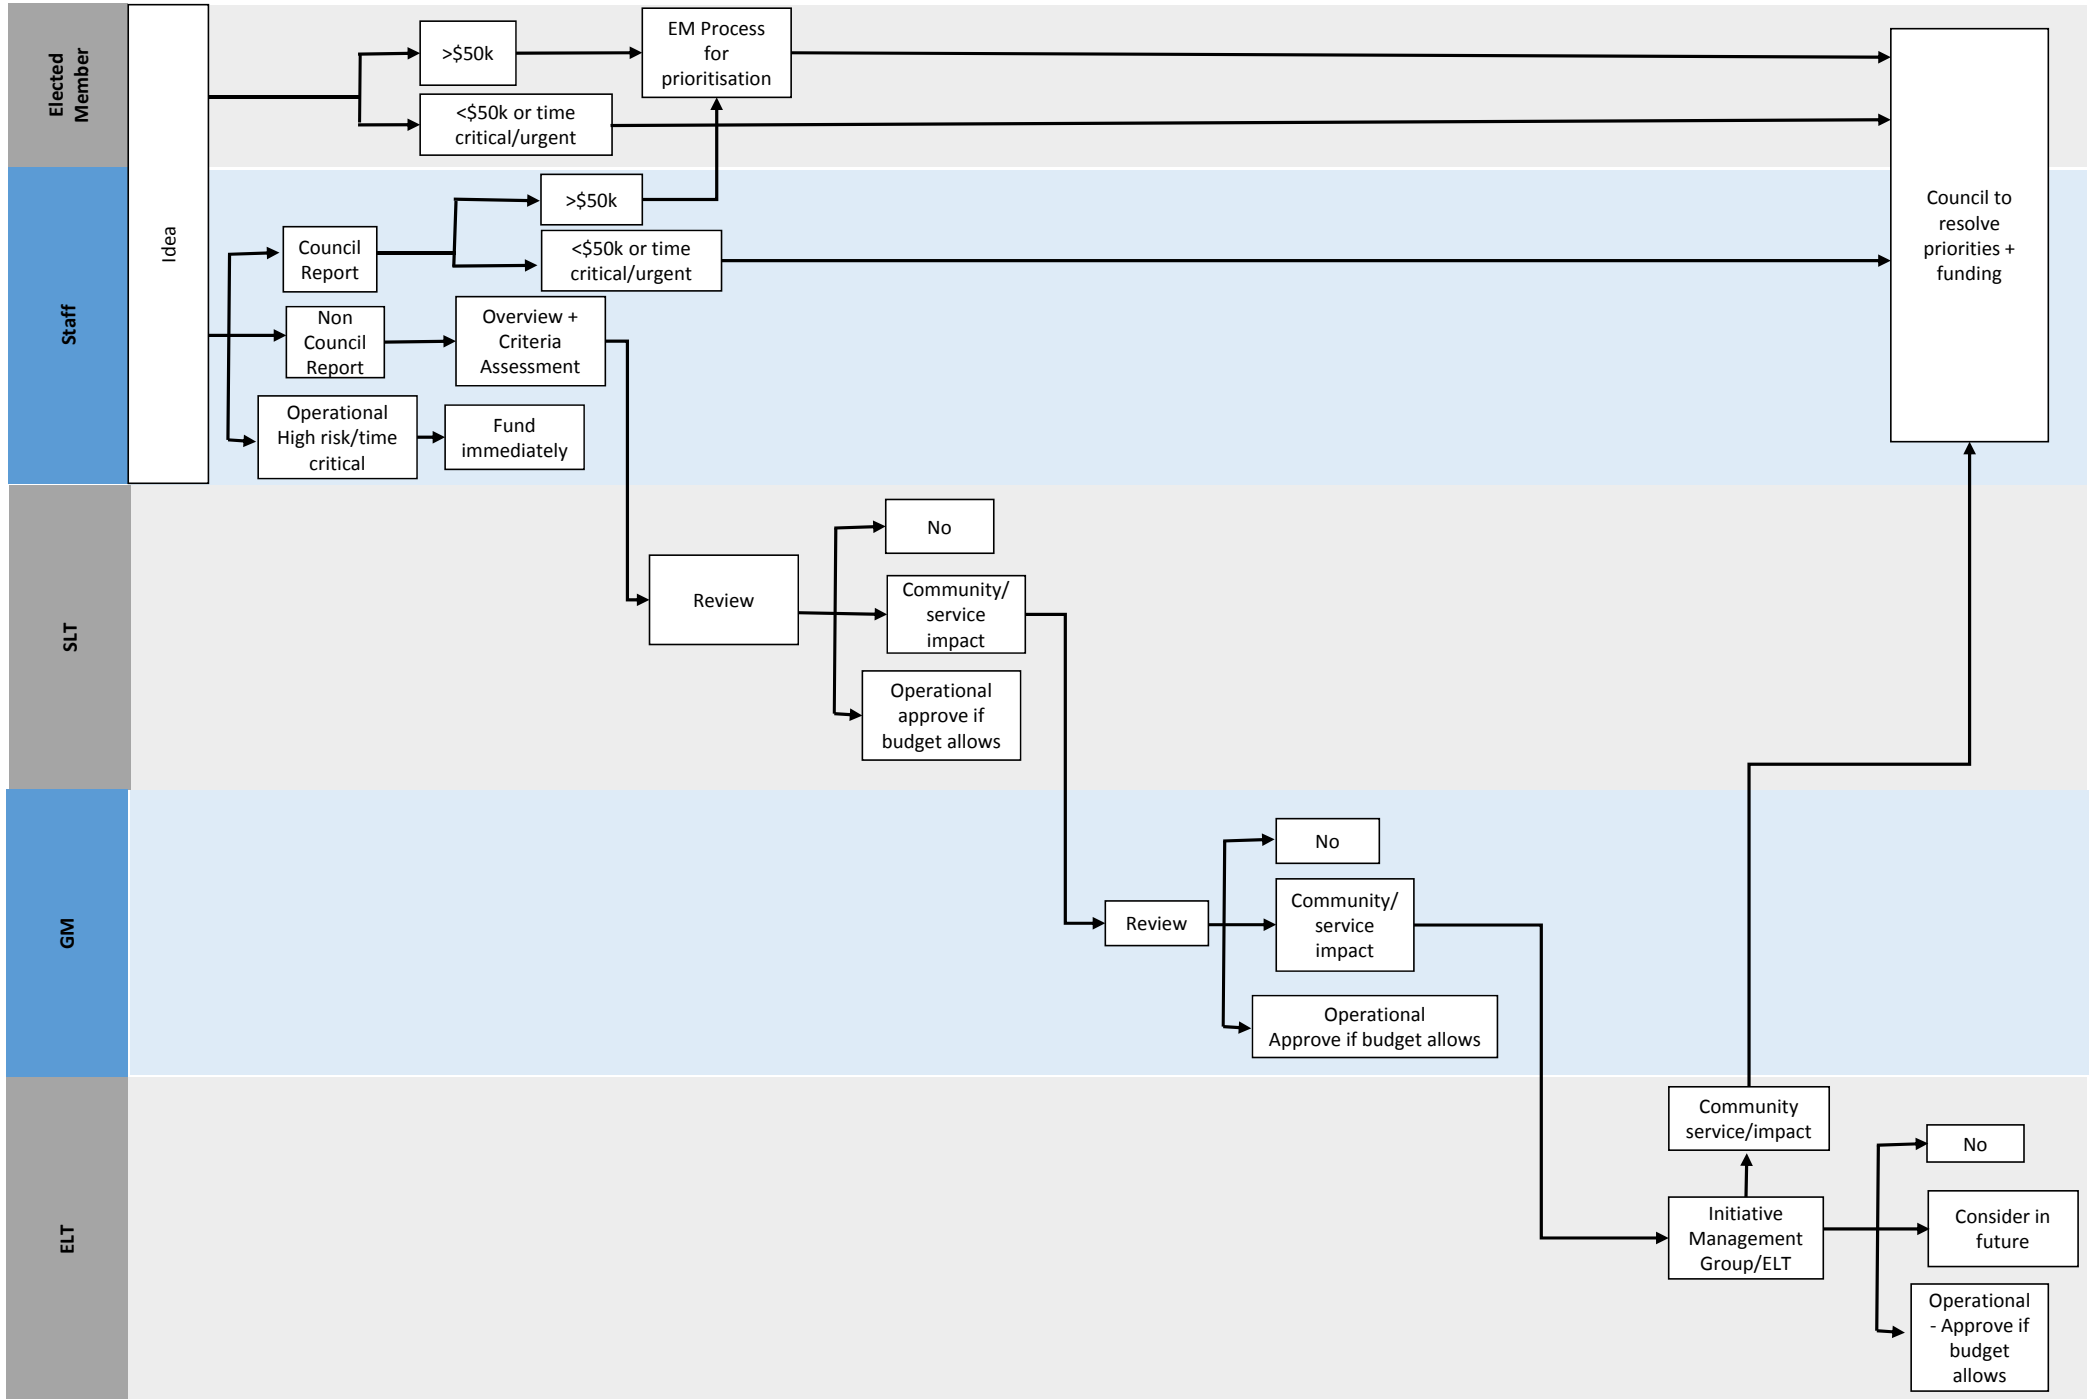 Elected
Member
>$50k
EM Process
for
prioritisation
<$50k or time
critical/urgent
Idea
Council to
resolve
priorities +
funding
Staff
>$50k
Council
Report
<$50k or time
critical/urgent
Non
Council
Report
Overview +
Criteria
Assessment
Operational
High risk/time
critical
Fund
immediately
SLT
Review
No
Community/
service
impact
Operational
approve if
budget allows
GM
Review
No
Community/
service
impact
Operational
Approve if budget allows
ELT
Community
service/impact
Initiative
Management
Group/ELT
No
Consider in
future
Operational
- Approve if
budget
allows